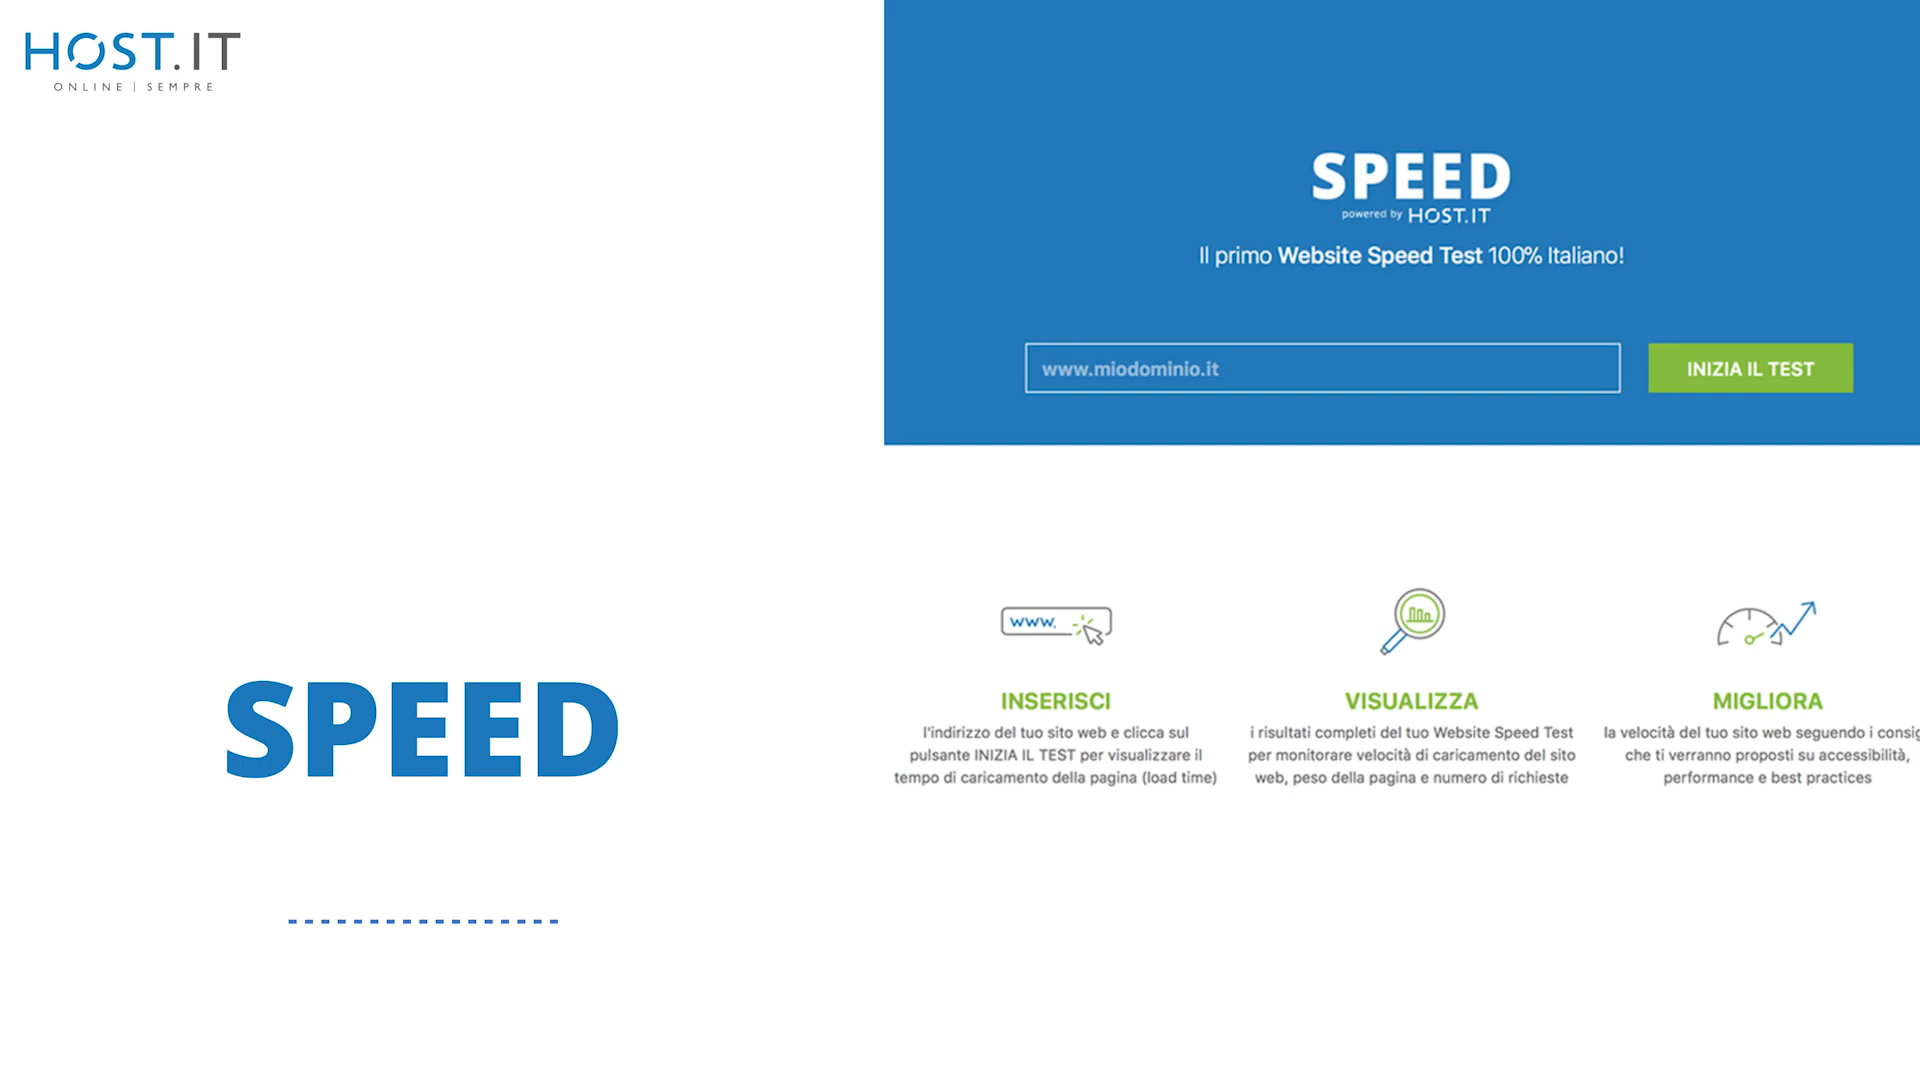 HOST.IT
ONLINE | SEMPRE
SPEED
SPEED
powered by HOST.IT
Il primo Website Speed Test 100% Italiano!
www.miodominio.it
INIZIA IL TEST
www.
INSERISCI
l'indirizzo del tuo sito web e clicca sul
pulsante INIZIA IL TEST per visualizzare il
tempo di caricamento della pagina (load time)
VISUALIZZA
i risultati completi del tuo Website Speed Test
per monitorare velocità di caricamento del sito
web, peso della pagina e numero di richieste
MIGLIORA
la velocità del tuo sito web seguendo i
che ti verranno proposti su accessibilità,
performance e best practices